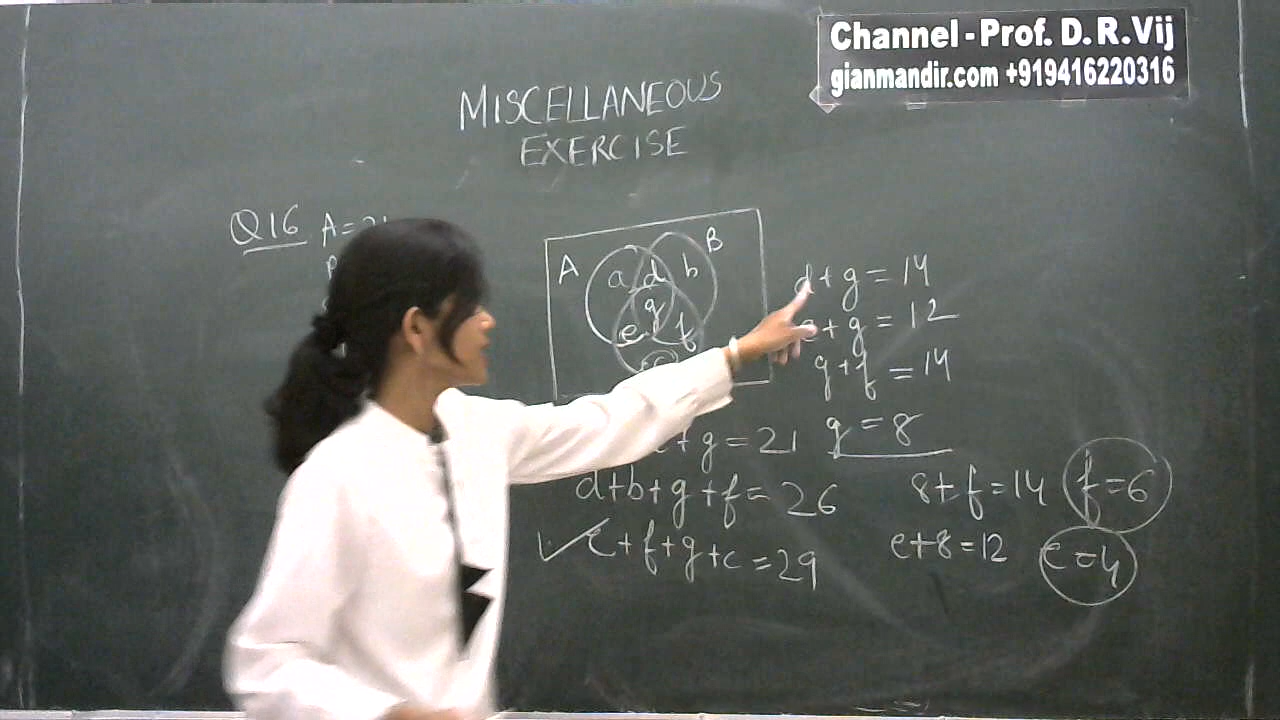 Channel - Prof. D. R. Vij
gianmandir.com +919416220316
MISCELLANEOUS
EXERCISE
Q16 A = 21
A a d b B
g
e f
c
d + g = 14
e + g = 12
g + f = 14
g = 8
+ g = 21
d + b + g + f = 26
e + f + g + c = 29
8 + f = 14 f = 6
e + 8 = 12 e = 4